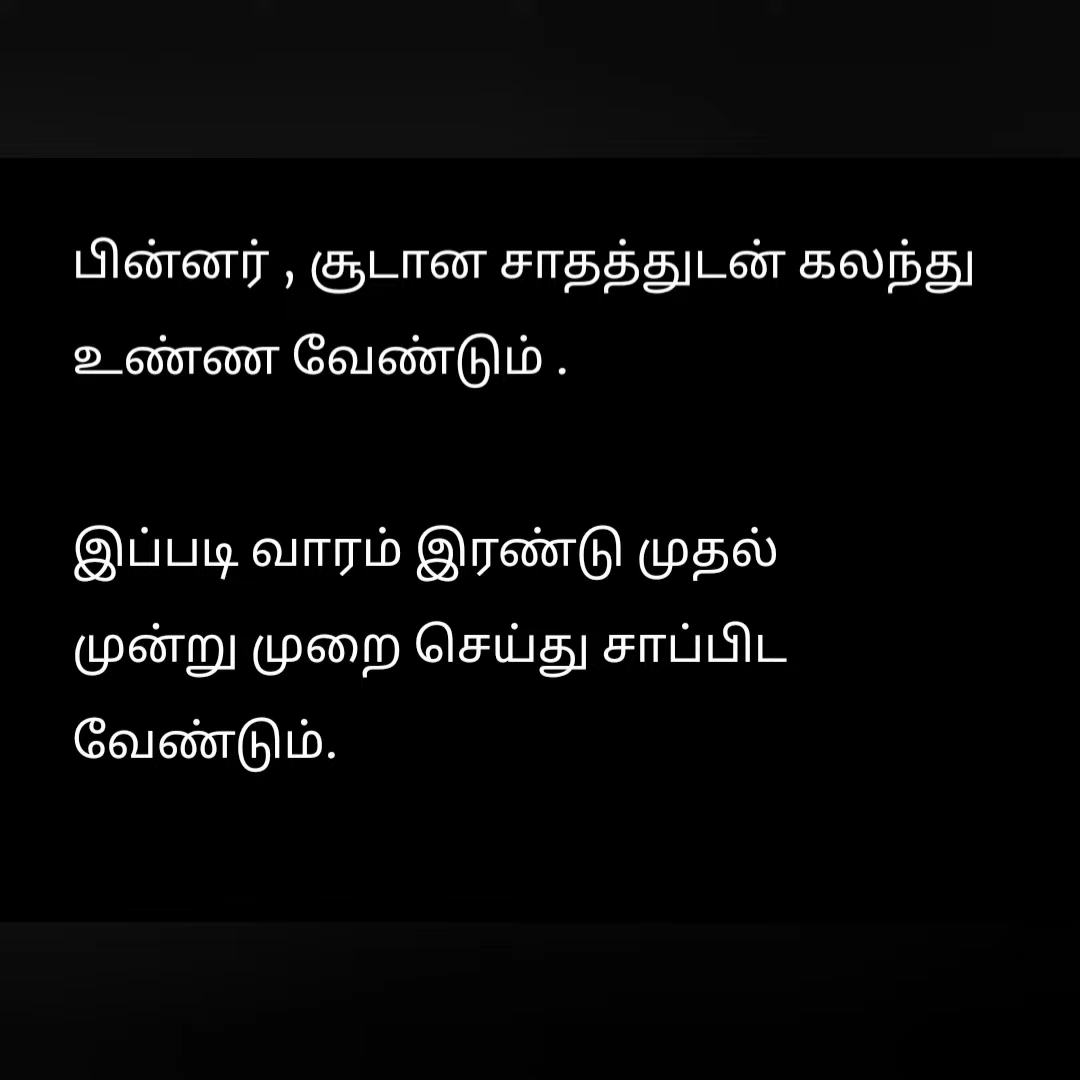 பின்னர் , சூடான சாதத்துடன் கலந்து
உண்ண வேண்டும் .
இப்படி வாரம் இரண்டு முதல்
முன்று முறை செய்து சாப்பிட
வேண்டும்.